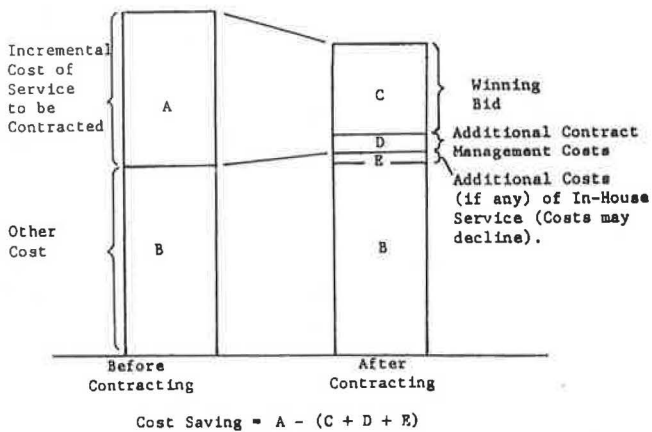 Incremental
Cost of
Service
to be
Contracted
A
C
Winning
Bid
D
Additional Contract
Management Costs
E
Additional Costs
(if any) of In-House
Service (Costs may
decline).
Other
Cost
B
B
Before
Contracting
After
Contracting
Cost Saving = A - (C + D + E)